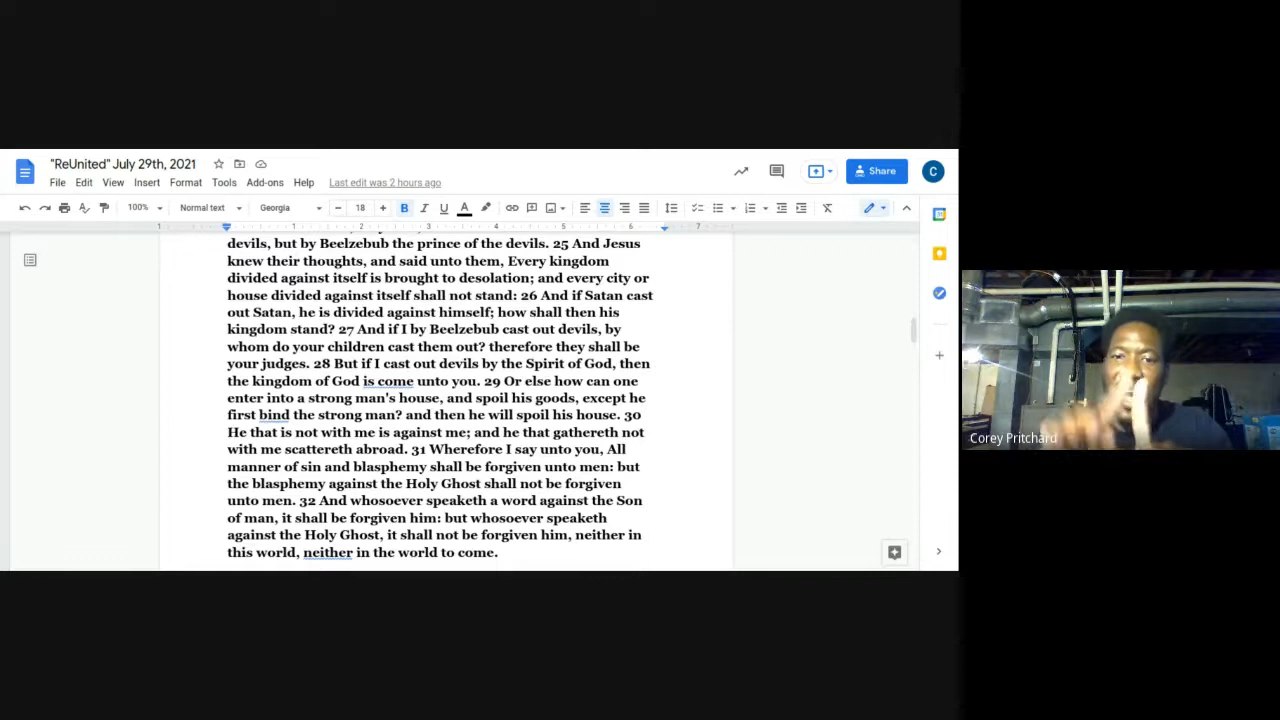 "ReUnited" July 29th, 2021
File Edit View Insert Format Tools Add-ons Help Last edit was 2 hours ago
Share
C
100% Normal text Georgia 18 B I U A
1 1 2 3 4 5 6 7
devils, but by Beelzebub the prince of the devils. 25 And Jesus
knew their thoughts, and said unto them, Every kingdom
divided against itself is brought to desolation; and every city or
house divided against itself shall not stand: 26 And if Satan cast
out Satan, he is divided against himself; how shall then his
kingdom stand? 27 And if I by Beelzebub cast out devils, by
whom do your children cast them out? therefore they shall be
your judges. 28 But if I cast out devils by the Spirit of God, then
the kingdom of God is come unto you. 29 Or else how can one
enter into a strong man's house, and spoil his goods, except he
first bind the strong man? and then he will spoil his house. 30
He that is not with me is against me; and he that gathereth not
with me scattereth abroad. 31 Wherefore I say unto you, All
manner of sin and blasphemy shall be forgiven unto men: but
the blasphemy against the Holy Ghost shall not be forgiven
unto men. 32 And whosoever speaketh a word against the Son
of man, it shall be forgiven him: but whosoever speaketh
against the Holy Ghost, it shall not be forgiven him, neither in
this world, neither in the world to come.
Corey Pritchard